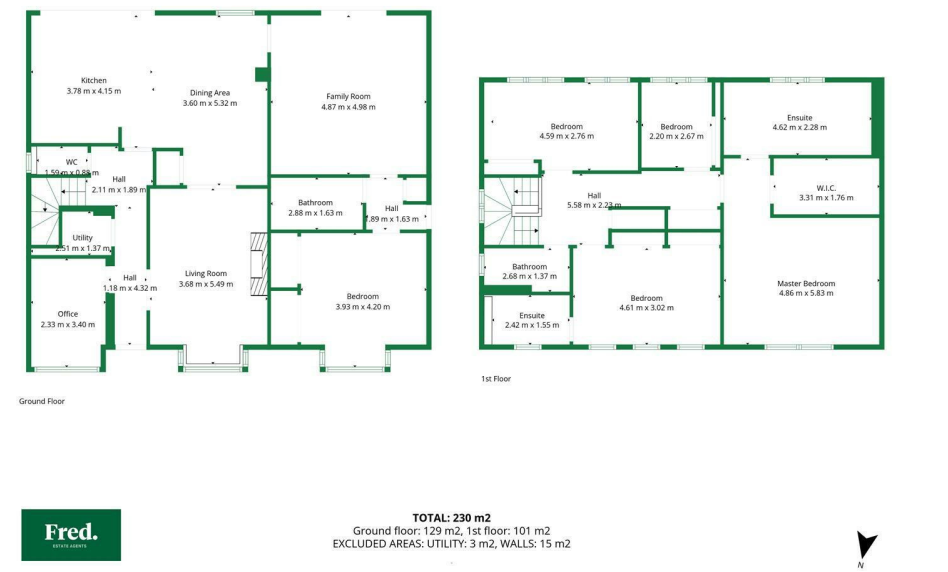 Kitchen
3.78 m x 4.15 m
Dining Area
3.60 m x 5.32 m
Family Room
4.87 m x 4.98 m
WC
1.59 m x 0.88 m
Hall
2.11 m x 1.89 m
Bathroom
2.88 m x 1.63 m
Hall
1.89 m x 1.63 m
Utility
2.51 m x 1.37 m
Hall
1.18 m x 4.32 m
Living Room
3.68 m x 5.49 m
Office
2.33 m x 3.40 m
Bedroom
3.93 m x 4.20 m
Ground Floor
Bedroom
4.59 m x 2.76 m
Bedroom
2.20 m x 2.67 m
Ensuite
4.62 m x 2.28 m
Hall
5.58 m x 2.23 m
W.I.C.
3.31 m x 1.76 m
Bathroom
2.68 m x 1.37 m
Ensuite
2.42 m x 1.55 m
Bedroom
4.61 m x 3.02 m
Master Bedroom
4.86 m x 5.83 m
1st Floor
Fred.
ESTATE AGENTS
TOTAL: 230 m2
Ground floor: 129 m2, 1st floor: 101 m2
EXCLUDED AREAS: UTILITY: 3 m2, WALLS: 15 m2
N